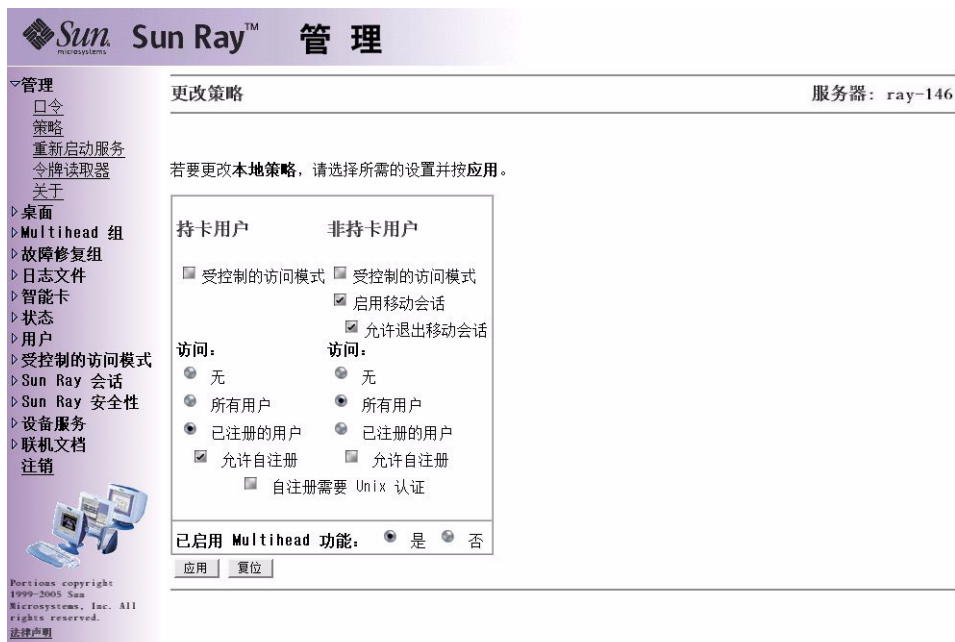 Sun microsystems Sun Ray™ 管 理
▽管理
口令
策略
重新启动服务
令牌读取器
关于
▷桌面
▷Multihead 组
▷故障修复组
▷日志文件
▷智能卡
▷状态
▷用户
▷受控制的访问模式
▷Sun Ray 会话
▷Sun Ray 安全性
▷设备服务
▷联机文档
注销
Portions copyright
1999-2005 Sun
Microsystems, Inc. All
rights reserved.
法律声明
更改策略 服务器: ray-146
若要更改本地策略，请选择所需的设置并按应用。
持卡用户 非持卡用户
受控制的访问模式 受控制的访问模式
启用移动会话
允许退出移动会话
访问: 访问:
无 无
所有用户 所有用户
已注册的用户 已注册的用户
允许自注册 允许自注册
自注册需要 Unix 认证
已启用 Multihead 功能: 是 否
应用 复位